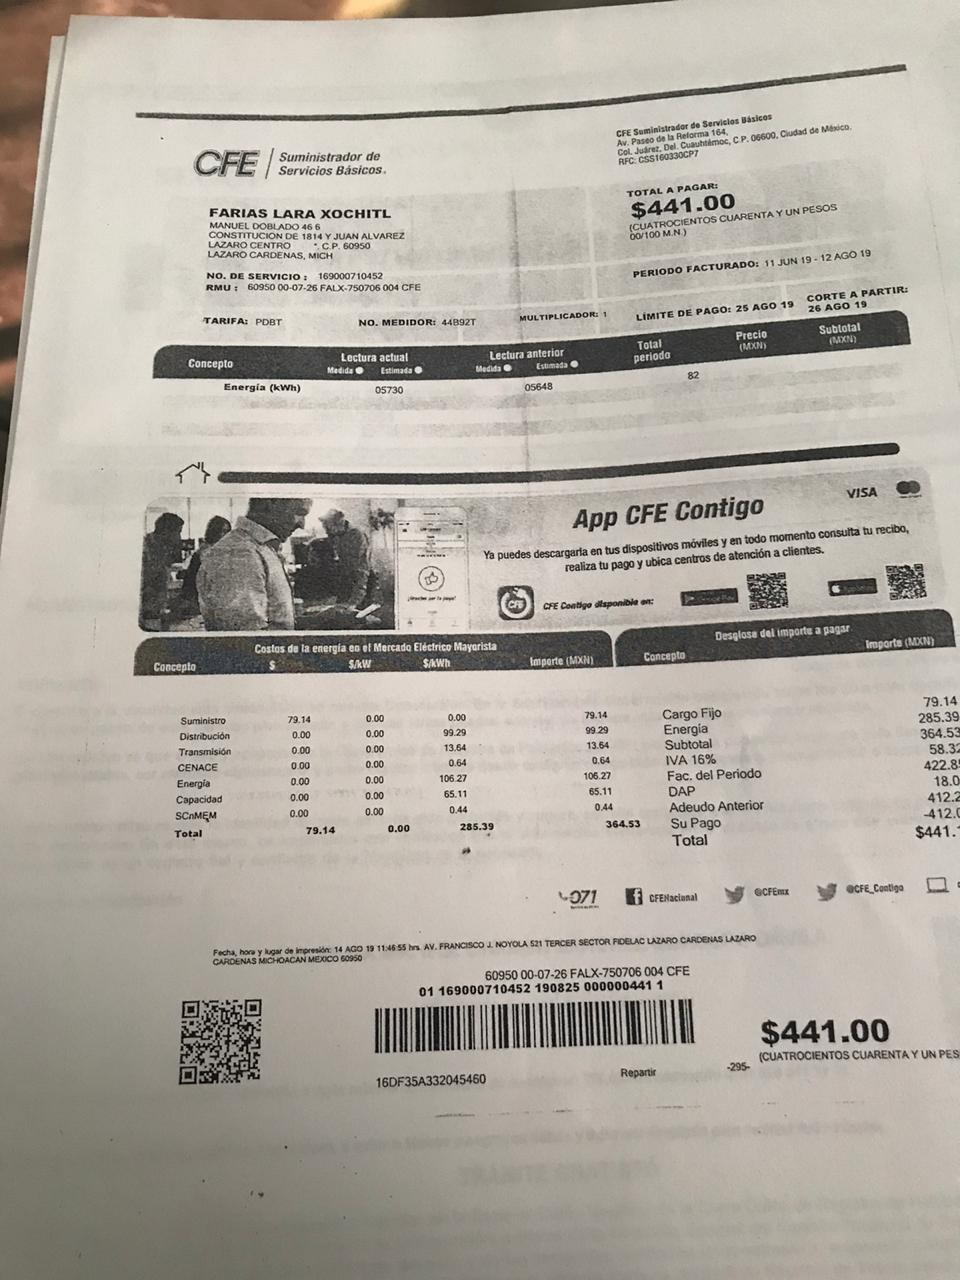 CFE Suministrador de Servicios Básicos
Av. Paseo de la Reforma 164,
Col. Juárez, Del. Cuauhtémoc, C.P. 06600, Ciudad de México.
RFC: CSS160330CP7
CFE Suministrador de
Servicios Básicos.
TOTAL A PAGAR:
$441.00
(CUATROCIENTOS CUARENTA Y UN PESOS
00/100 M.N.)
FARIAS LARA XOCHITL
MANUEL DOBLADO 46 6
CONSTITUCION DE 1814 Y JUAN ALVAREZ
LAZARO CENTRO *. C.P. 60950
LAZARO CARDENAS, MICH
NO. DE SERVICIO : 169000710452
RMU : 60950 00-07-26 FALX-750706 004 CFE
PERIODO FACTURADO: 11 JUN 19 - 12 AGO 19
TARIFA: PDBT NO. MEDIDOR: 44B92T MULTIPLICADOR: 1 LÍMITE DE PAGO: 25 AGO 19 CORTE A PARTIR:
26 AGO 19
Concepto Lectura actual Lectura anterior Total periodo Precio (MXN) Subtotal (MXN)
Medida Estimada Medida Estimada
Energía (kWh) 05730 05648 82
App CFE Contigo VISA
Ya puedes descargarla en tus dispositivos móviles y en todo momento consulta tu recibo,
realiza tu pago y ubica centros de atención a clientes.
CFE CFE Contigo disponible en:
Costos de la energía en el Mercado Eléctrico Mayorista
Concepto $ $/kW $/kWh Importe (MXN)
Suministro 79.14 0.00 0.00 79.14
Distribución 0.00 0.00 99.29 99.29
Transmisión 0.00 0.00 13.64 13.64
CENACE 0.00 0.00 0.64 0.64
Energía 0.00 0.00 106.27 106.27
Capacidad 0.00 0.00 65.11 65.11
SCnMEM 0.00 0.00 0.44 0.44
Total 79.14 0.00 285.39 364.53
Desglose del importe a pagar
Concepto Importe (MXN)
Cargo Fijo 79.14
Energía 285.39
Subtotal 364.53
IVA 16% 58.32
Fac. del Periodo 422.8
DAP 18.0
Adeudo Anterior 412.2
Su Pago -412.0
Total $441.
071 CFENacional @CFEmx @CFE_Contigo
Fecha, hora y lugar de impresión: 14 AGO 19 11:46:55 hrs. AV. FRANCISCO J. NOYOLA 521 TERCER SECTOR FIDELAC LAZARO CARDENAS LAZARO
CARDENAS MICHOACAN MEXICO 60950
60950 00-07-26 FALX-750706 004 CFE
01 169000710452 190825 000000441 1
$441.00
(CUATROCIENTOS CUARENTA Y UN PES
16DF35A332045460 Repartir -295-